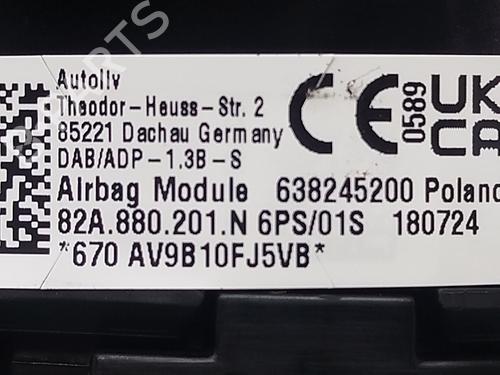 PARTS
Autoliv
Theodor-Heuss-Str. 2
85221 Dachau Germany
DAB/ADP-1.3B-S
CE
0589
UK
CA
Airbag Module 638245200 Poland
82A.880.201.N 6PS/01S 180724
*670 AV9B10FJ5VB*